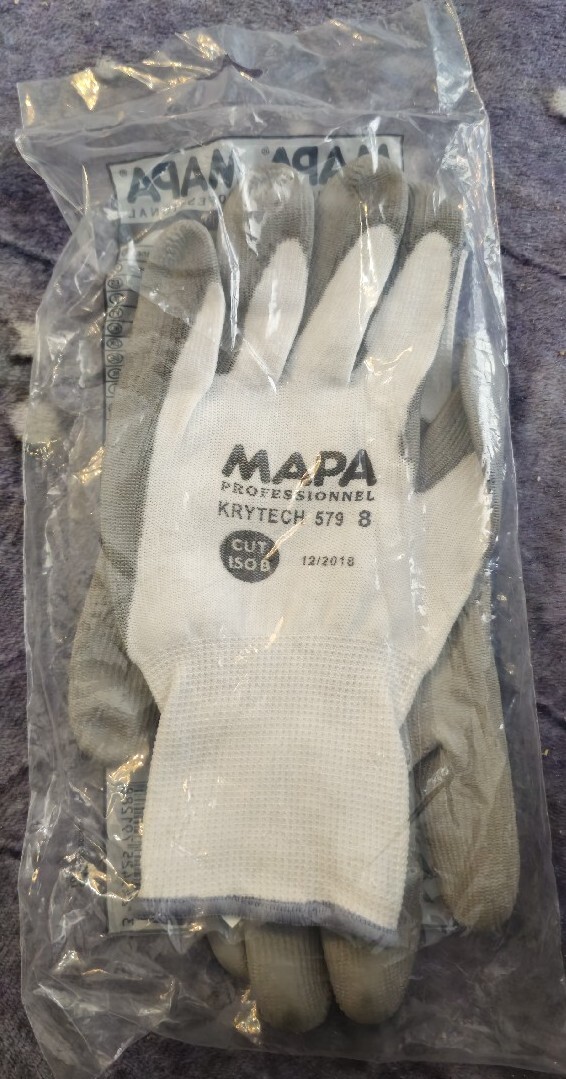 MAPA® MAPA®
MAPA
PROFESSIONNEL
KRYTECH 579 8
CUT
ISO B
12/2018